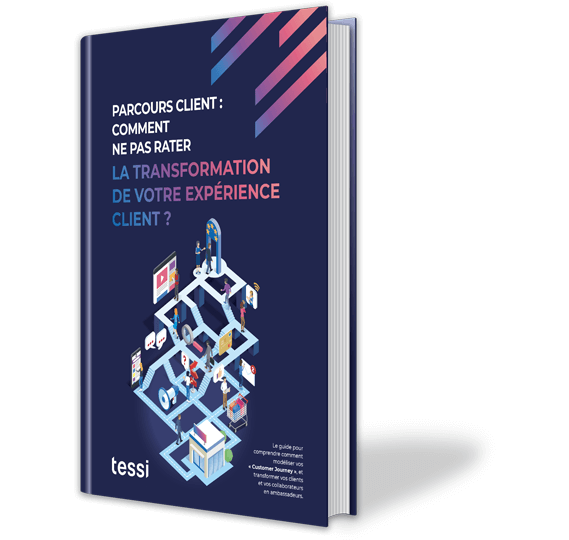 PARCOURS CLIENT :
COMMENT
NE PAS RATER
LA TRANSFORMATION
DE VOTRE EXPÉRIENCE
CLIENT ?
Le guide pour
comprendre comment
modéliser vos
« Customer Journey », et
transformer vos clients
et vos collaborateurs
en ambassadeurs.
tessi